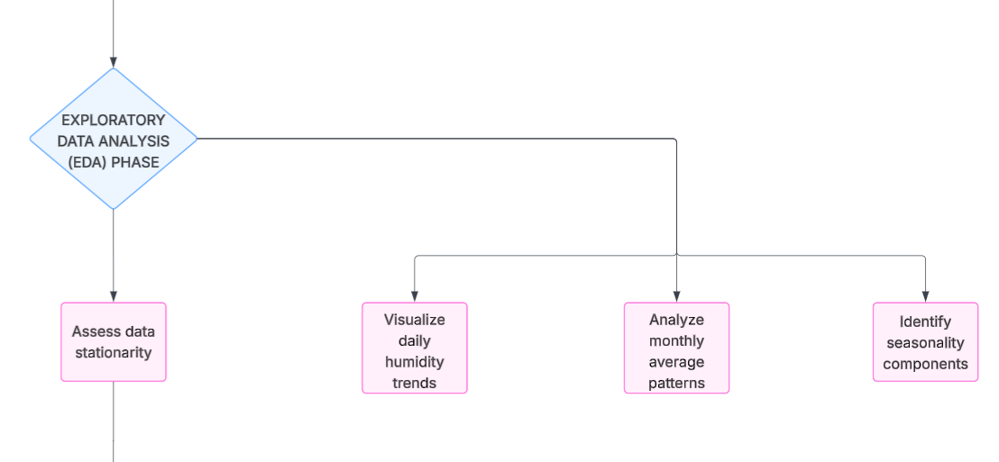 EXPLORATORY
DATA ANALYSIS
(EDA) PHASE
Assess data
stationarity
Visualize
daily
humidity
trends
Analyze
monthly
average
patterns
Identify
seasonality
components